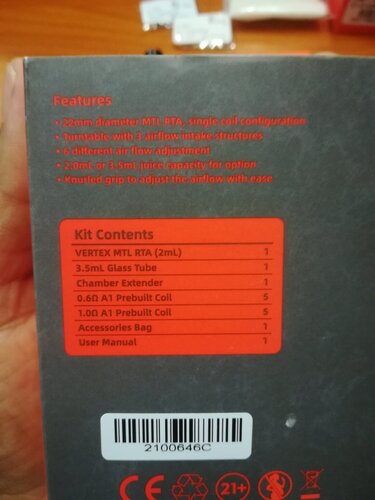 Features
• 22mm diameter MTL RTA, single coil configuration
• Turntable with 3 airflow intake structures
• 6 different air flow adjustment
• 2.0mL or 3.5mL juice capacity for option
• Knurled grip to adjust the airflow with ease
Kit Contents
VERTEX MTL RTA (2mL) 1
3.5mL Glass Tube 1
Chamber Extender 1
0.6Ω A1 Prebuilt Coil 5
1.0Ω A1 Prebuilt Coil 5
Accessories Bag 1
User Manual 1
2100646C
CE 21+